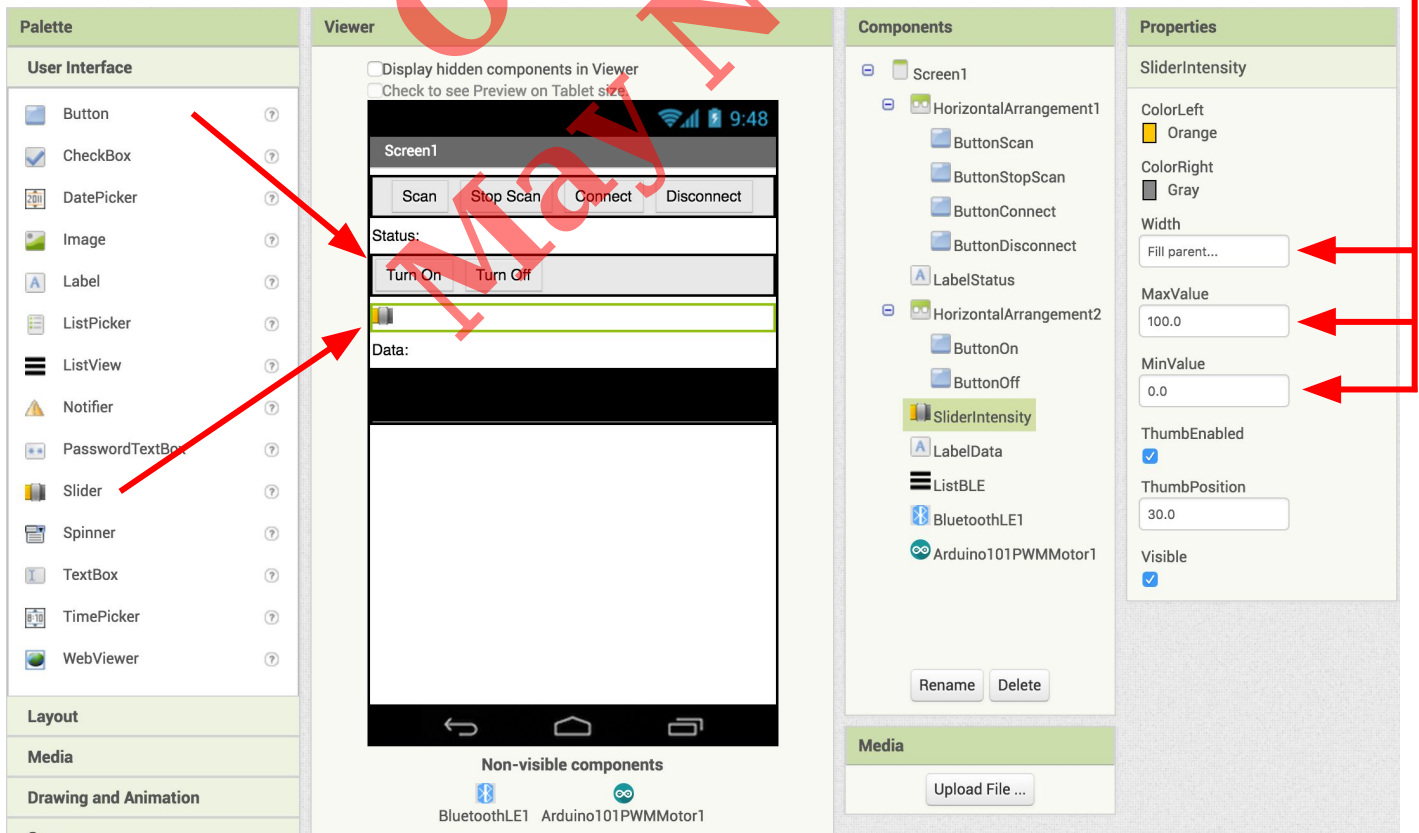 Palette
User Interface
Button
CheckBox
DatePicker
Image
Label
ListPicker
ListView
Notifier
PasswordTextBox
Slider
Spinner
TextBox
TimePicker
WebViewer
Layout
Media
Drawing and Animation
Viewer
Display hidden components in Viewer
Check to see Preview on Tablet size.
9:48
Screen1
Scan Stop Scan Connect Disconnect
Status:
Turn On Turn Off
Data:
Non-visible components
BluetoothLE1 Arduino101PWMMotor1
May N
Components
Screen1
HorizontalArrangement1
ButtonScan
ButtonStopScan
ButtonConnect
ButtonDisconnect
LabelStatus
HorizontalArrangement2
ButtonOn
ButtonOff
SliderIntensity
LabelData
ListBLE
BluetoothLE1
Arduino101PWMMotor1
Rename Delete
Media
Upload File ...
Properties
SliderIntensity
ColorLeft
Orange
ColorRight
Gray
Width
Fill parent...
MaxValue
100.0
MinValue
0.0
ThumbEnabled
ThumbPosition
30.0
Visible